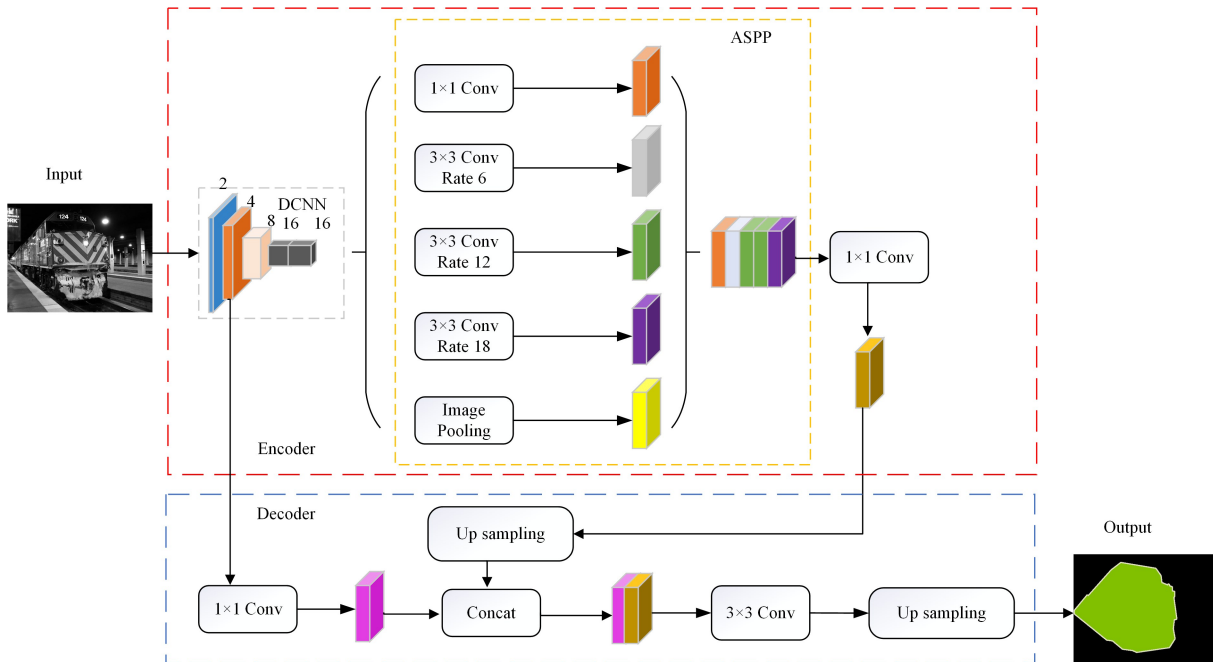 ASPP
1×1 Conv
3×3 Conv
Rate 6
Input
2
4
DCNN
8
16
16
124
124
3×3 Conv
Rate 12
1×1 Conv
3×3 Conv
Rate 18
Image
Pooling
Encoder
Decoder
Up sampling
Output
1×1 Conv
Concat
3×3 Conv
Up sampling